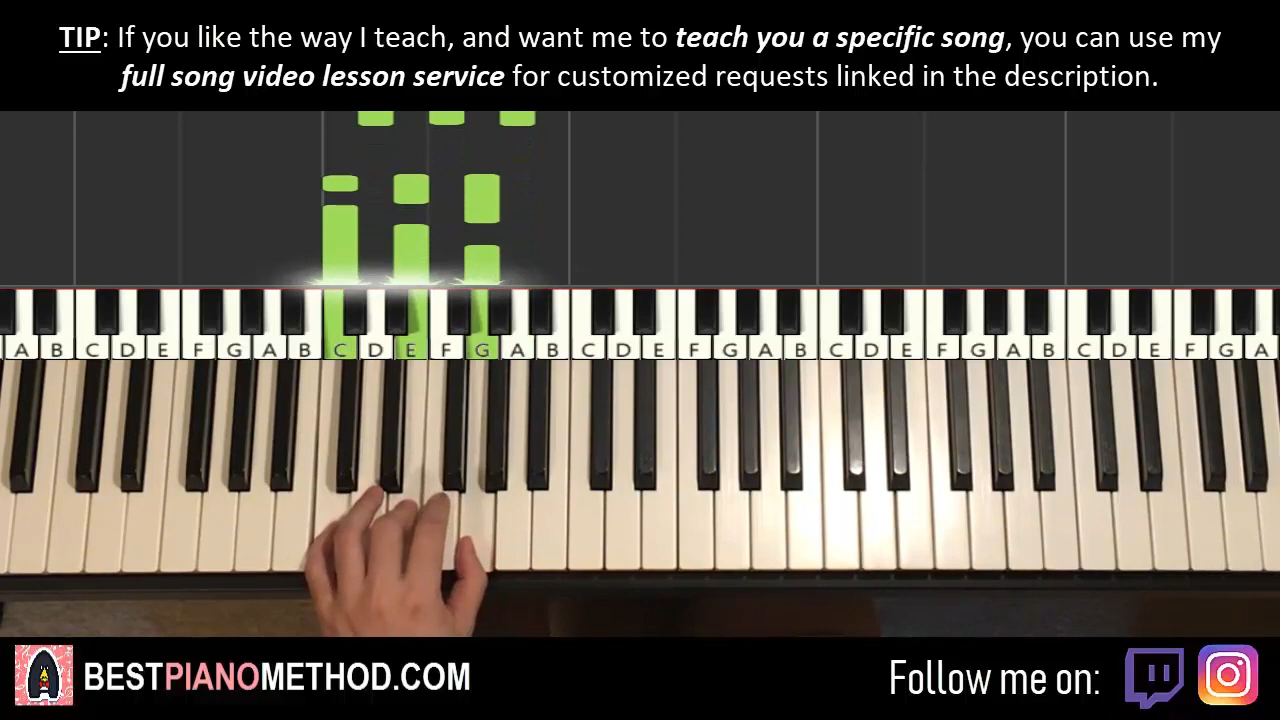 TIP: If you like the way I teach, and want me to teach you a specific song, you can use my
full song video lesson service for customized requests linked in the description.
A B C D E F G A B C D E F G A B C D E F G A B C D E F G A B C D E F G A
BESTPIANOMETHOD.COM
Follow me on: